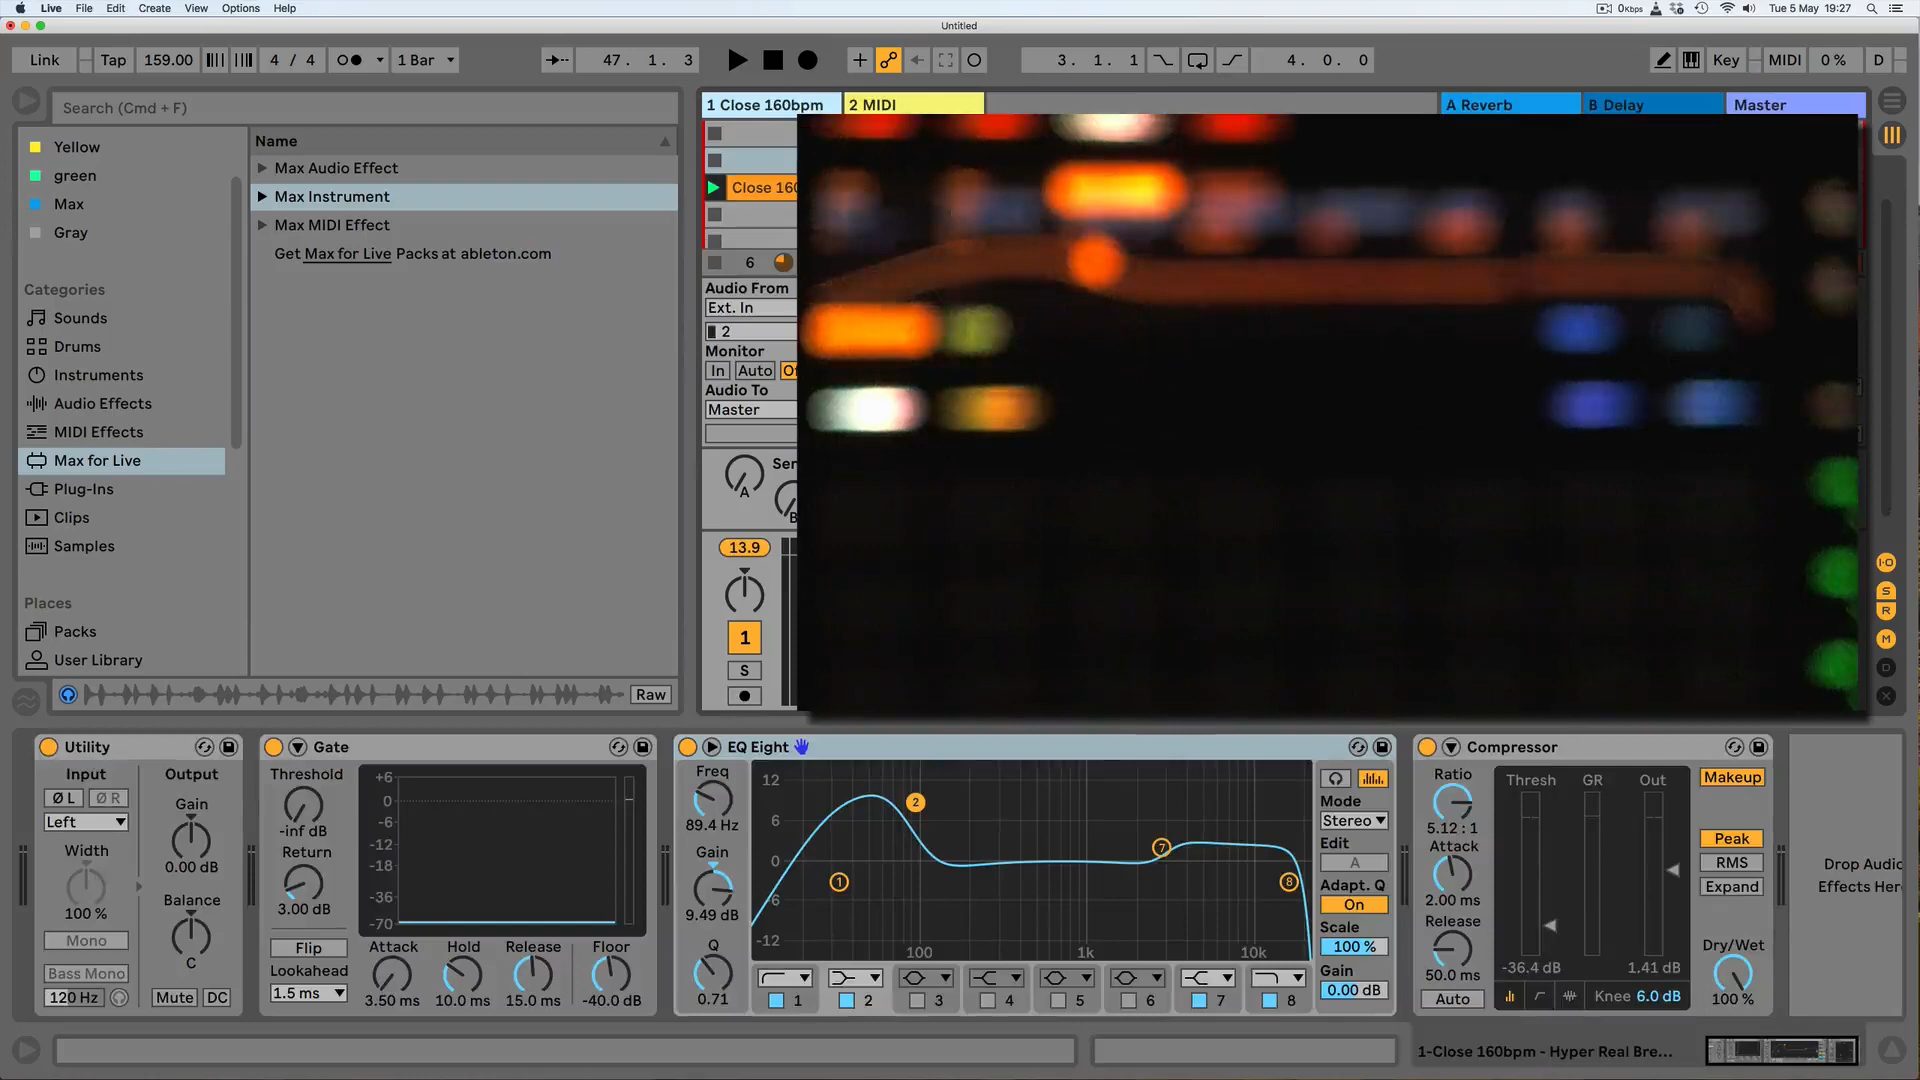 Live File Edit Create View Options Help
0Kbps Tue 5 May 19:27
Untitled
Link Tap 159.00 4 / 4 1 Bar 47. 1. 3 3. 1. 1 4. 0. 0 Key MIDI 0 % D
Search (Cmd + F)
1 Close 160bpm 2 MIDI A Reverb B Delay Master
Yellow
green
Max
Gray
Categories
Sounds
Drums
Instruments
Audio Effects
MIDI Effects
Max for Live
Plug-Ins
Clips
Samples
Places
Packs
User Library
Name
Max Audio Effect
Max Instrument
Max MIDI Effect
Get Max for Live Packs at ableton.com
Raw
Close 160
6
Audio From
Ext. In
2
Monitor
In Auto
Audio To
Master
Sen
A
B
13.9
1
S
I·O
S
R
M
D
X
Utility
Input
Ø L Ø R
Left
Width
100 %
Mono
Bass Mono
120 Hz
Output
Gain
0.00 dB
Balance
C
Mute DC
Gate
Threshold
-inf dB
Return
3.00 dB
Flip
Lookahead
1.5 ms
+6
0
-6
-12
-18
-36
-70
Attack Hold Release Floor
3.50 ms 10.0 ms 15.0 ms -40.0 dB
EQ Eight
Freq
89.4 Hz
Gain
9.49 dB
Q
0.71
12
6
0
-6
-12
100 1k 10k
1 2 7 8
1 2 3 4 5 6 7 8
Mode
Stereo
Edit
A
Adapt. Q
On
Scale
100 %
Gain
0.00 dB
Compressor
Ratio
5.12 : 1
Attack
2.00 ms
Release
50.0 ms
Auto
Thresh GR Out
-36.4 dB 1.41 dB
Knee 6.0 dB
Makeup
Peak
RMS
Expand
Dry/Wet
100 %
Drop Audio
Effects Here
1-Close 160bpm - Hyper Real Bre...